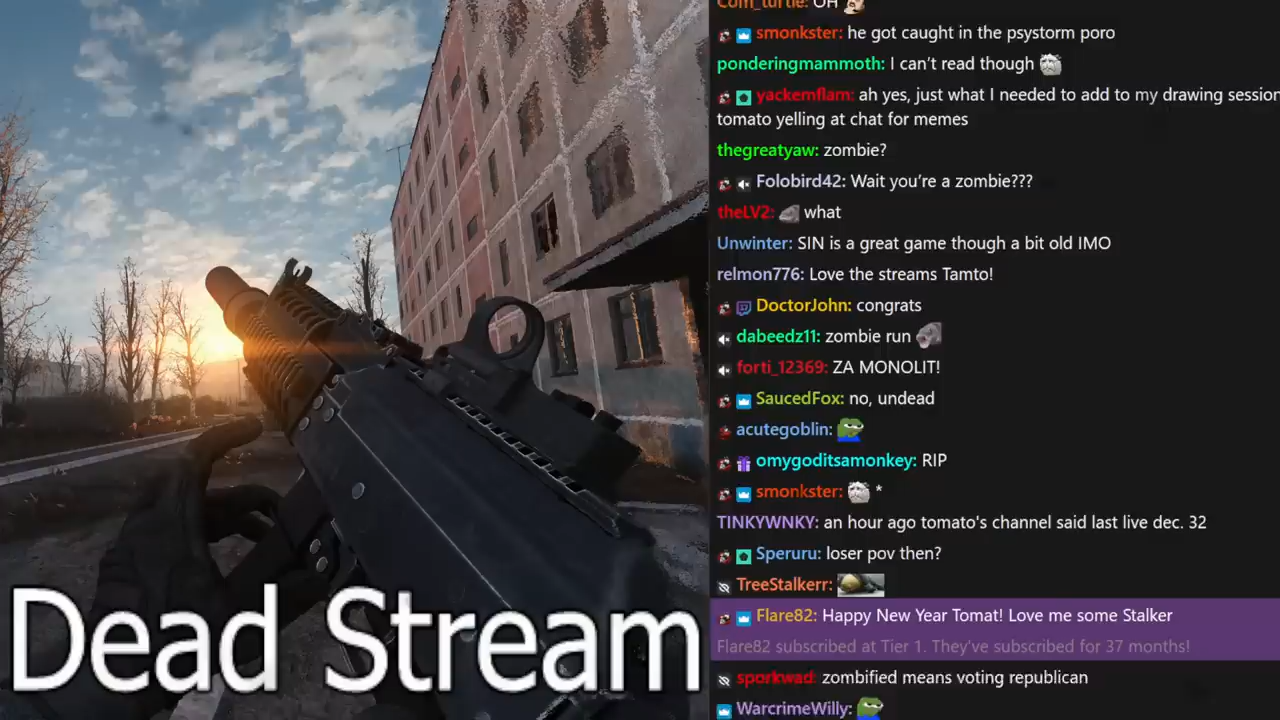 Com_turtle: OH
smonkster: he got caught in the psystorm poro
ponderingmammoth: I can't read though
yackemflam: ah yes, just what I needed to add to my drawing session
tomato yelling at chat for memes
thegreatyaw: zombie?
Folobird42: Wait you're a zombie???
theLV2: what
Unwinter: SIN is a great game though a bit old IMO
relmon776: Love the streams Tamto!
DoctorJohn: congrats
dabeedz11: zombie run
forti_12369: ZA MONOLIT!
SaucedFox: no, undead
acutegoblin:
omygoditsamonkey: RIP
smonkster: *
TINKYWNKY: an hour ago tomato's channel said last live dec. 32
Speruru: loser pov then?
TreeStalkerr:
Flare82: Happy New Year Tomat! Love me some Stalker
Flare82 subscribed at Tier 1. They've subscribed for 37 months!
sporkwad: zombified means voting republican
WarcrimeWilly:
Dead Stream